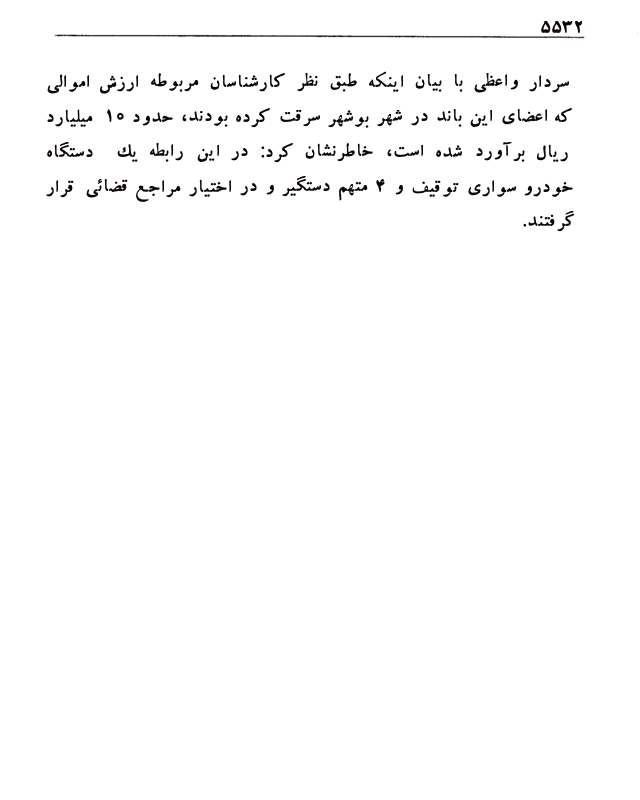 ۵۵۳۲
سردار واعظی با بیان اینکه طبق نظر کارشناسان مربوطه ارزش اموالی
که اعضای این باند در شهر بوشهر سرقت کرده بودند، حدود ۱۰ میلیارد
ریال برآورد شده است، خاطرنشان کرد: در این رابطه یك دستگاه
خودرو سواری توقیف و ۴ متهم دستگیر و در اختیار مراجع قضائی قرار
گرفتند.